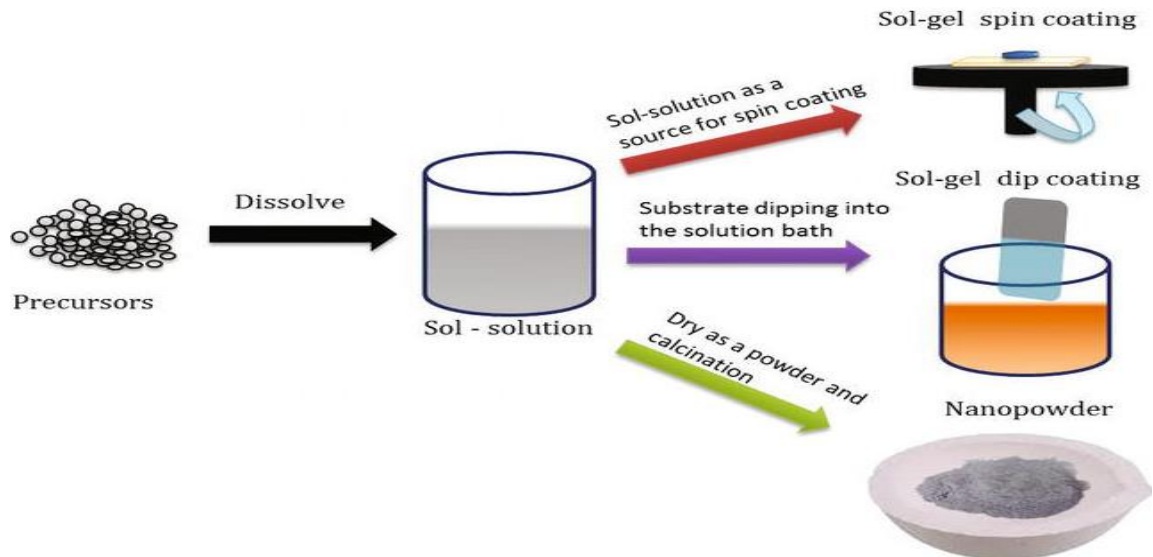 Sol-gel spin coating
Sol-solution as a
source for spin coating
Dissolve
Precursors
Sol - solution
Sol-gel dip coating
Substrate dipping into
the solution bath
Dry as a powder and
calcination
Nanopowder